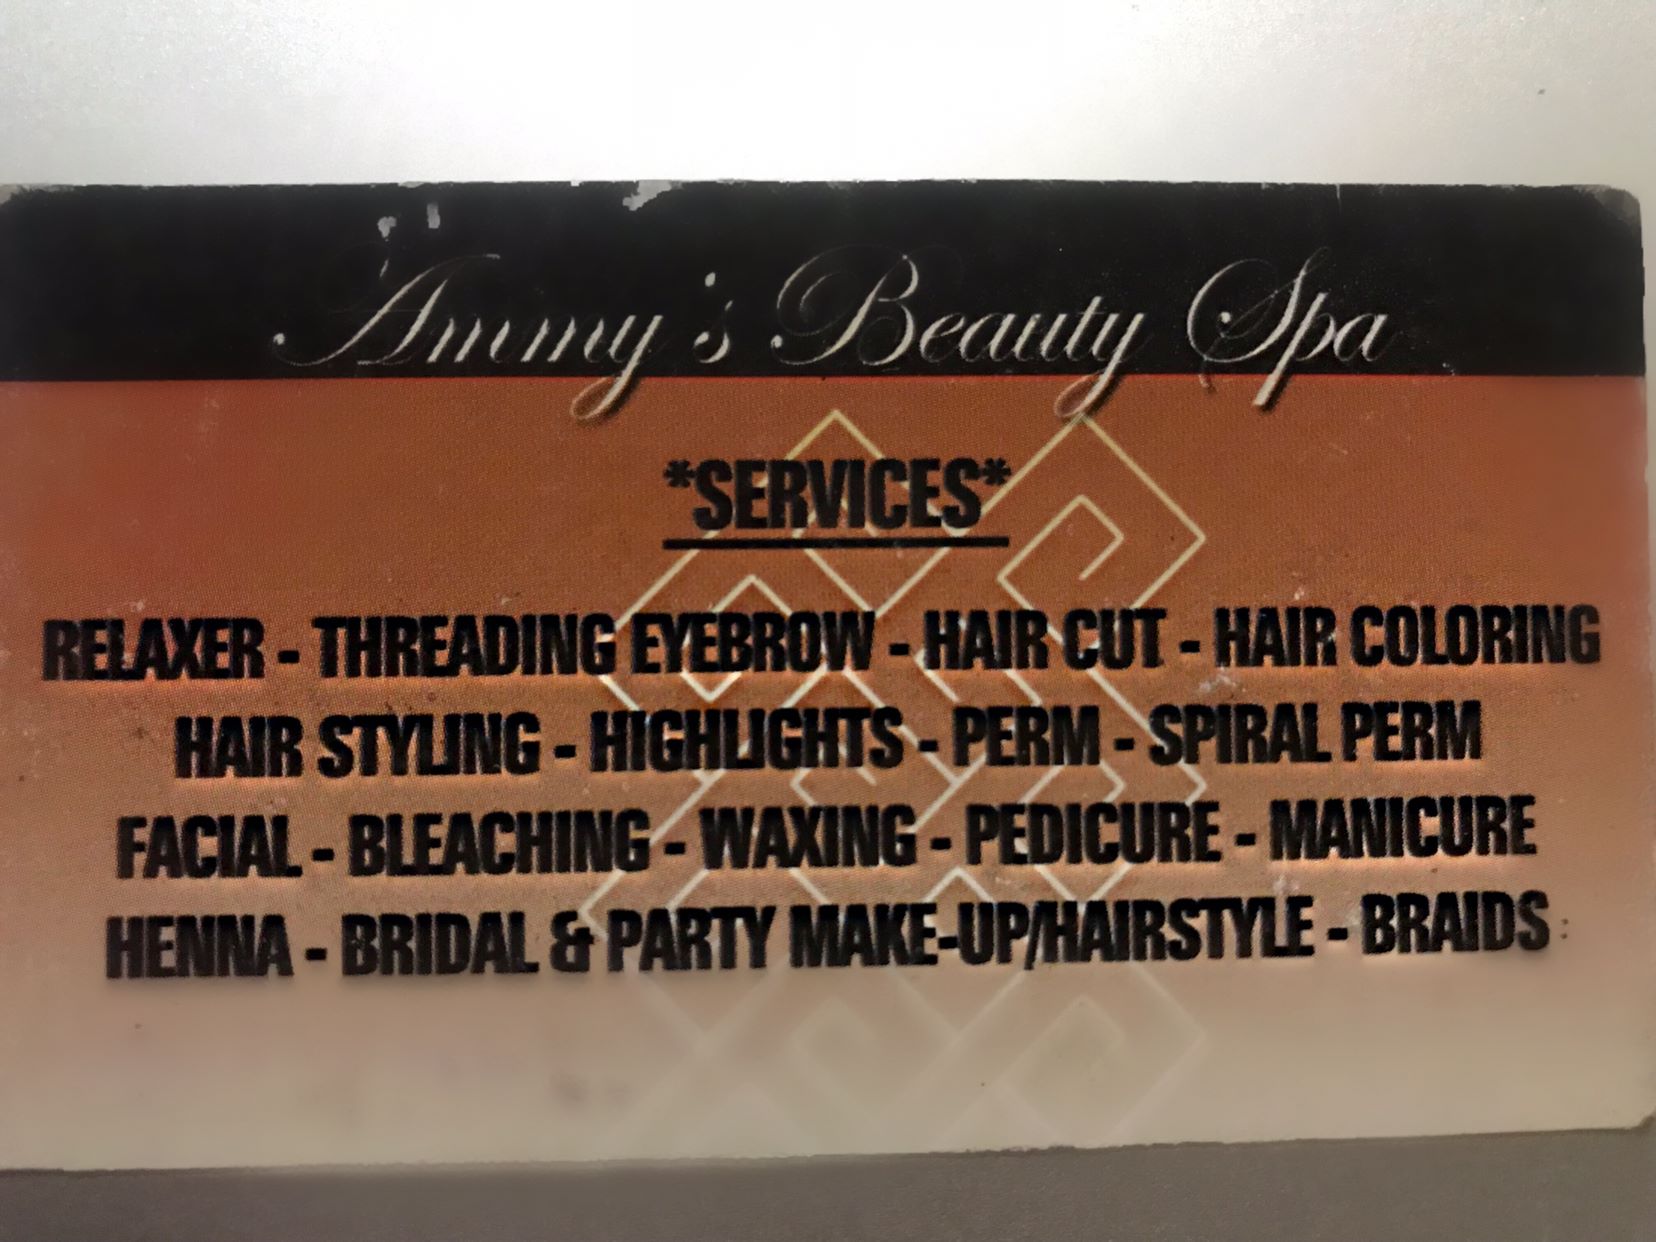 Ammy's Beauty Spa
*SERVICES*
RELAXER - THREADING EYEBROW - HAIR CUT - HAIR COLORING
HAIR STYLING - HIGHLIGHTS - PERM - SPIRAL PERM
FACIAL - BLEACHING - WAXING - PEDICURE - MANICURE
HENNA - BRIDAL & PARTY MAKE-UP/HAIRSTYLE - BRAIDS